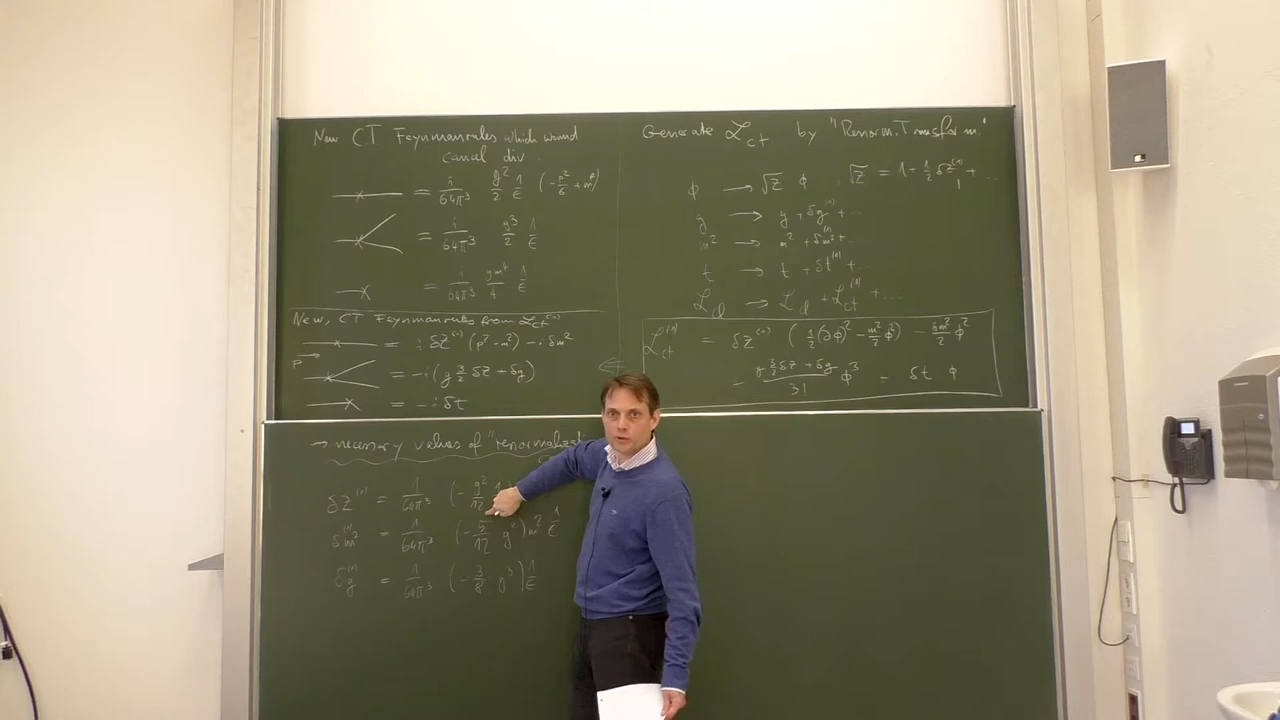 New CT Feynmanrules which would
cancel div.
= i/64π³ g²/2 1/ε (-p²/6 + m²)
= i/64π³ g³/2 1/ε
= i/64π³ gm⁴/4 1/ε
New, CT Feynmanrules from ℒct⁽¹⁾
p = i δZ⁽¹⁾ (p² - m²) - i δm²
= -i (g 3/2 δZ + δg)
= -i δt
Generate ℒct by "Renorm. Transform."
ϕ → √Z ϕ , √Z = 1 + 1/2 δZ⁽¹⁾ + ...
g → g + δg⁽¹⁾ + ...
m² → m² + δm²⁽¹⁾ + ...
t → t + δt⁽¹⁾ + ...
ℒd → ℒd + ℒct⁽¹⁾ + ...
ℒct⁽¹⁾ = δZ⁽¹⁾ (1/2 (∂ϕ)² - m²/2 ϕ²) - δm²/2 ϕ²
- g 3/2 δZ + δg / 3! ϕ³ = δt ϕ
→ necessary values of "renormalizat
δZ⁽¹⁾ = 1/64π³ (- g²/12
δm²⁽¹⁾ = 1/64π³ (- 5/12 g²) m² 1/ε
δg⁽¹⁾ = 1/64π³ (- 3/8 g³) 1/ε